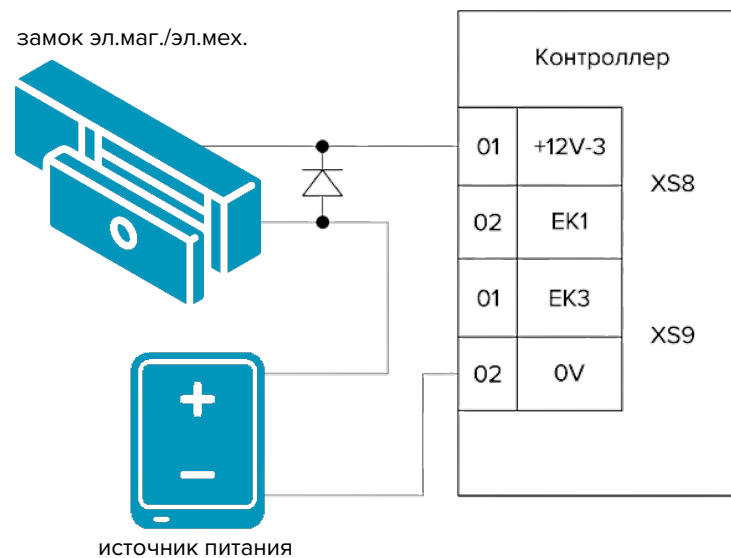 замок эл.маг./эл.мех.
Контроллер
01 +12V-3
XS8
02 EK1
01 EK3
XS9
02 0V
+
−
источник питания